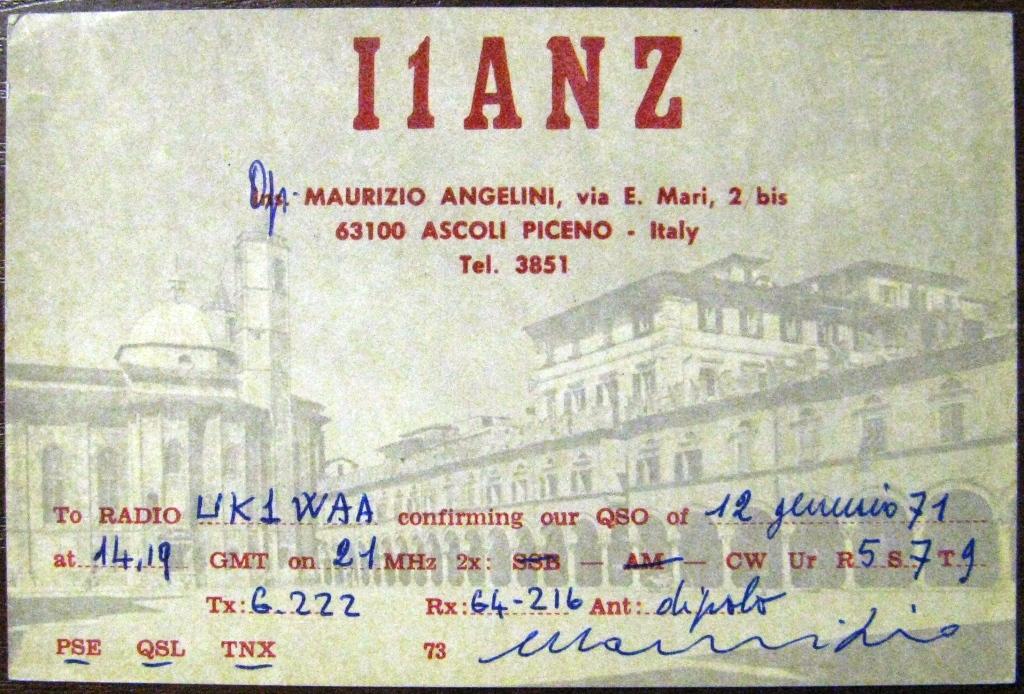 I1ANZ
MAURIZIO ANGELINI, via E. Mari, 2 bis
63100 ASCOLI PICENO - Italy
Tel. 3851
To RADIO UK1WAA confirming our QSO of 12 gennaio 71
at 14,19 GMT on 21 MHz 2x: SSB - AM - CW Ur R 5 S. 7 T 9
Tx: G-222 Rx: G4-216 Ant: dipolo
PSE QSL TNX 73 Maurizio